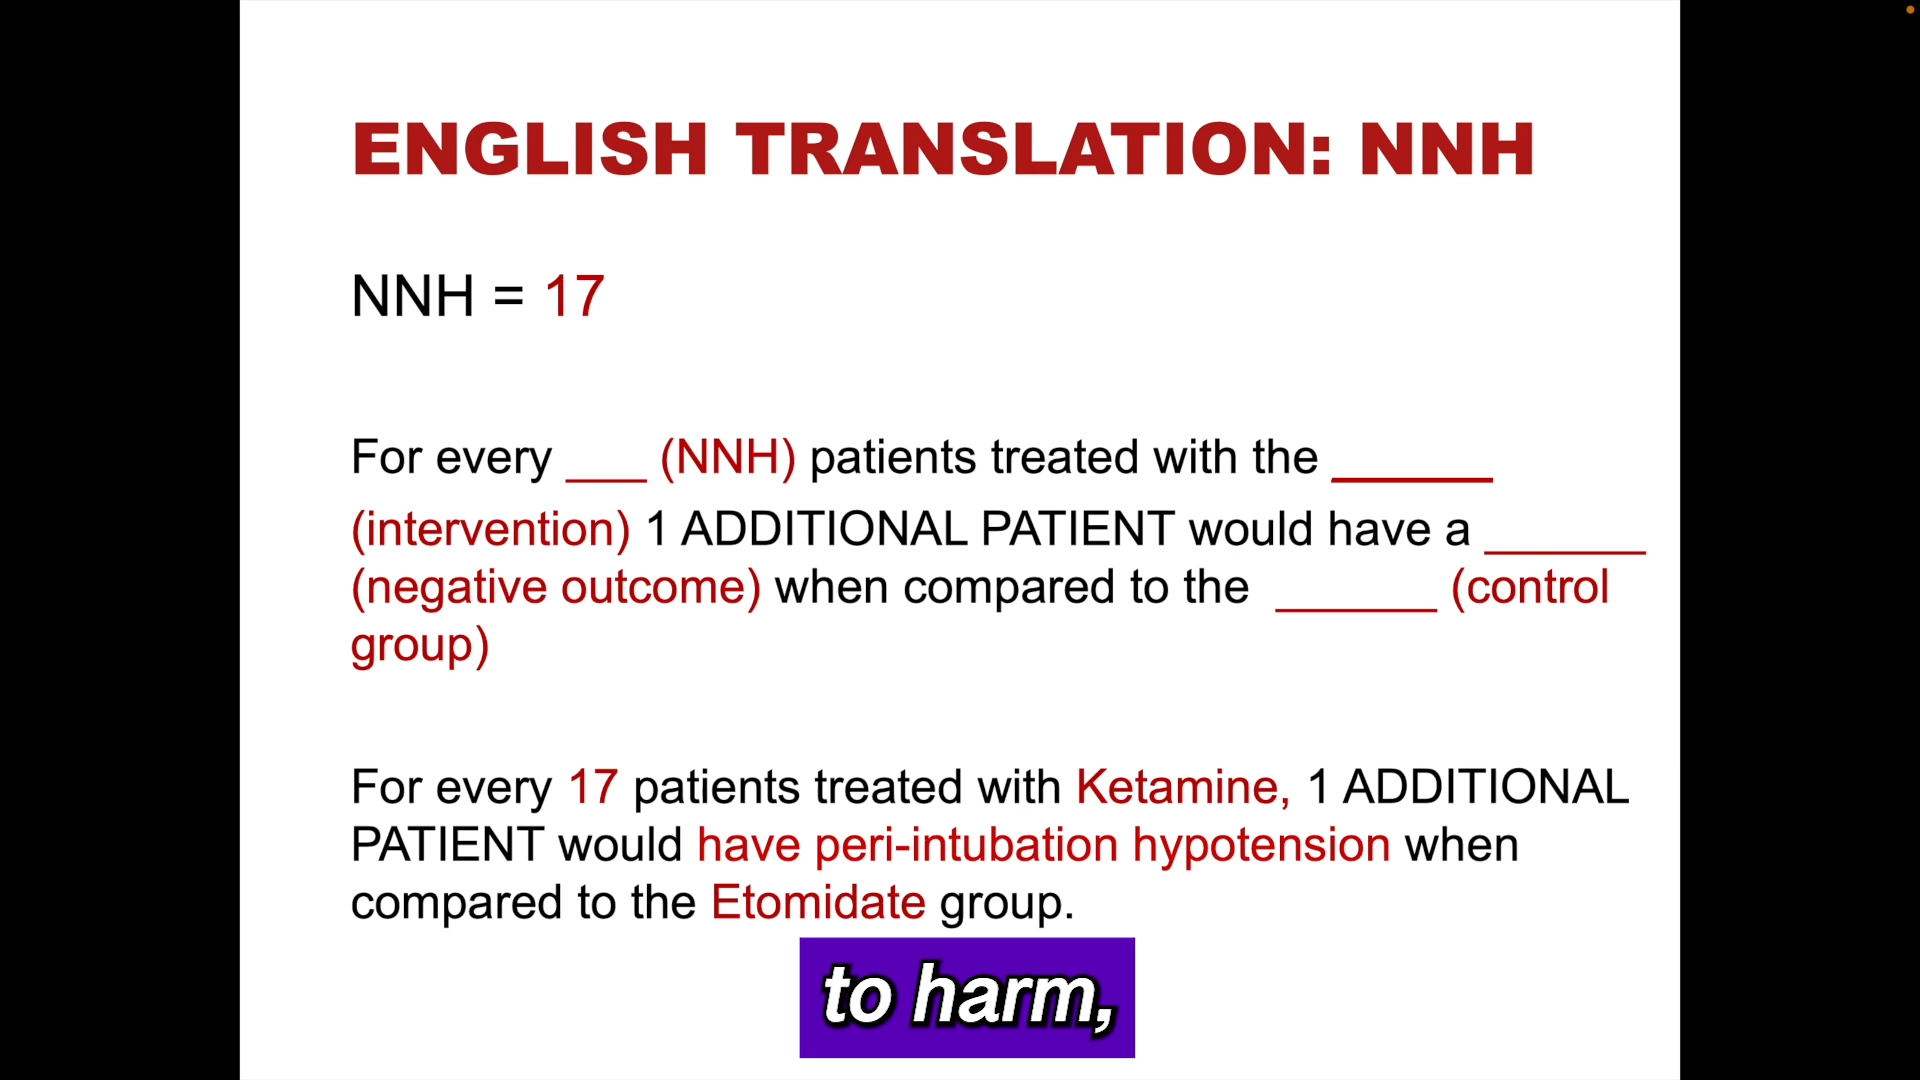 ENGLISH TRANSLATION: NNH
NNH = 17
For every ___ (NNH) patients treated with the ______
(intervention) 1 ADDITIONAL PATIENT would have a ______
(negative outcome) when compared to the ______ (control
group)
For every 17 patients treated with Ketamine, 1 ADDITIONAL
PATIENT would have peri-intubation hypotension when
compared to the Etomidate group.
to harm,